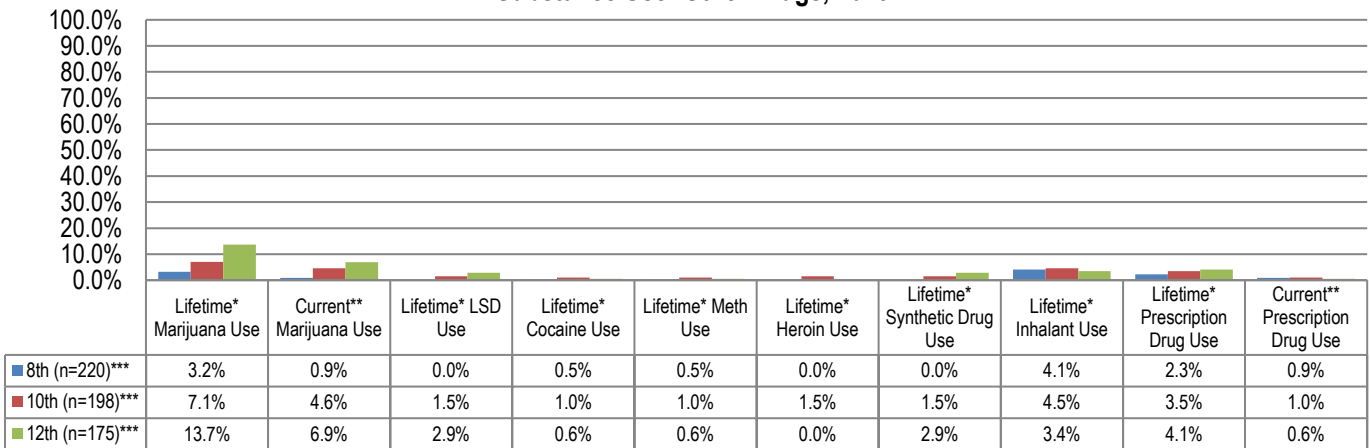 100.0%
90.0%
80.0%
70.0%
60.0%
50.0%
40.0%
30.0%
20.0%
10.0%
0.0%
Lifetime* Marijuana Use
Current** Marijuana Use
Lifetime* LSD Use
Lifetime* Cocaine Use
Lifetime* Meth Use
Lifetime* Heroin Use
Lifetime* Synthetic Drug Use
Lifetime* Inhalant Use
Lifetime* Prescription Drug Use
Current** Prescription Drug Use
8th (n=220)*** 3.2% 0.9% 0.0% 0.5% 0.5% 0.0% 0.0% 4.1% 2.3% 0.9%
10th (n=198)*** 7.1% 4.6% 1.5% 1.0% 1.0% 1.5% 1.5% 4.5% 3.5% 1.0%
12th (n=175)*** 13.7% 6.9% 2.9% 0.6% 0.6% 0.0% 2.9% 3.4% 4.1% 0.6%